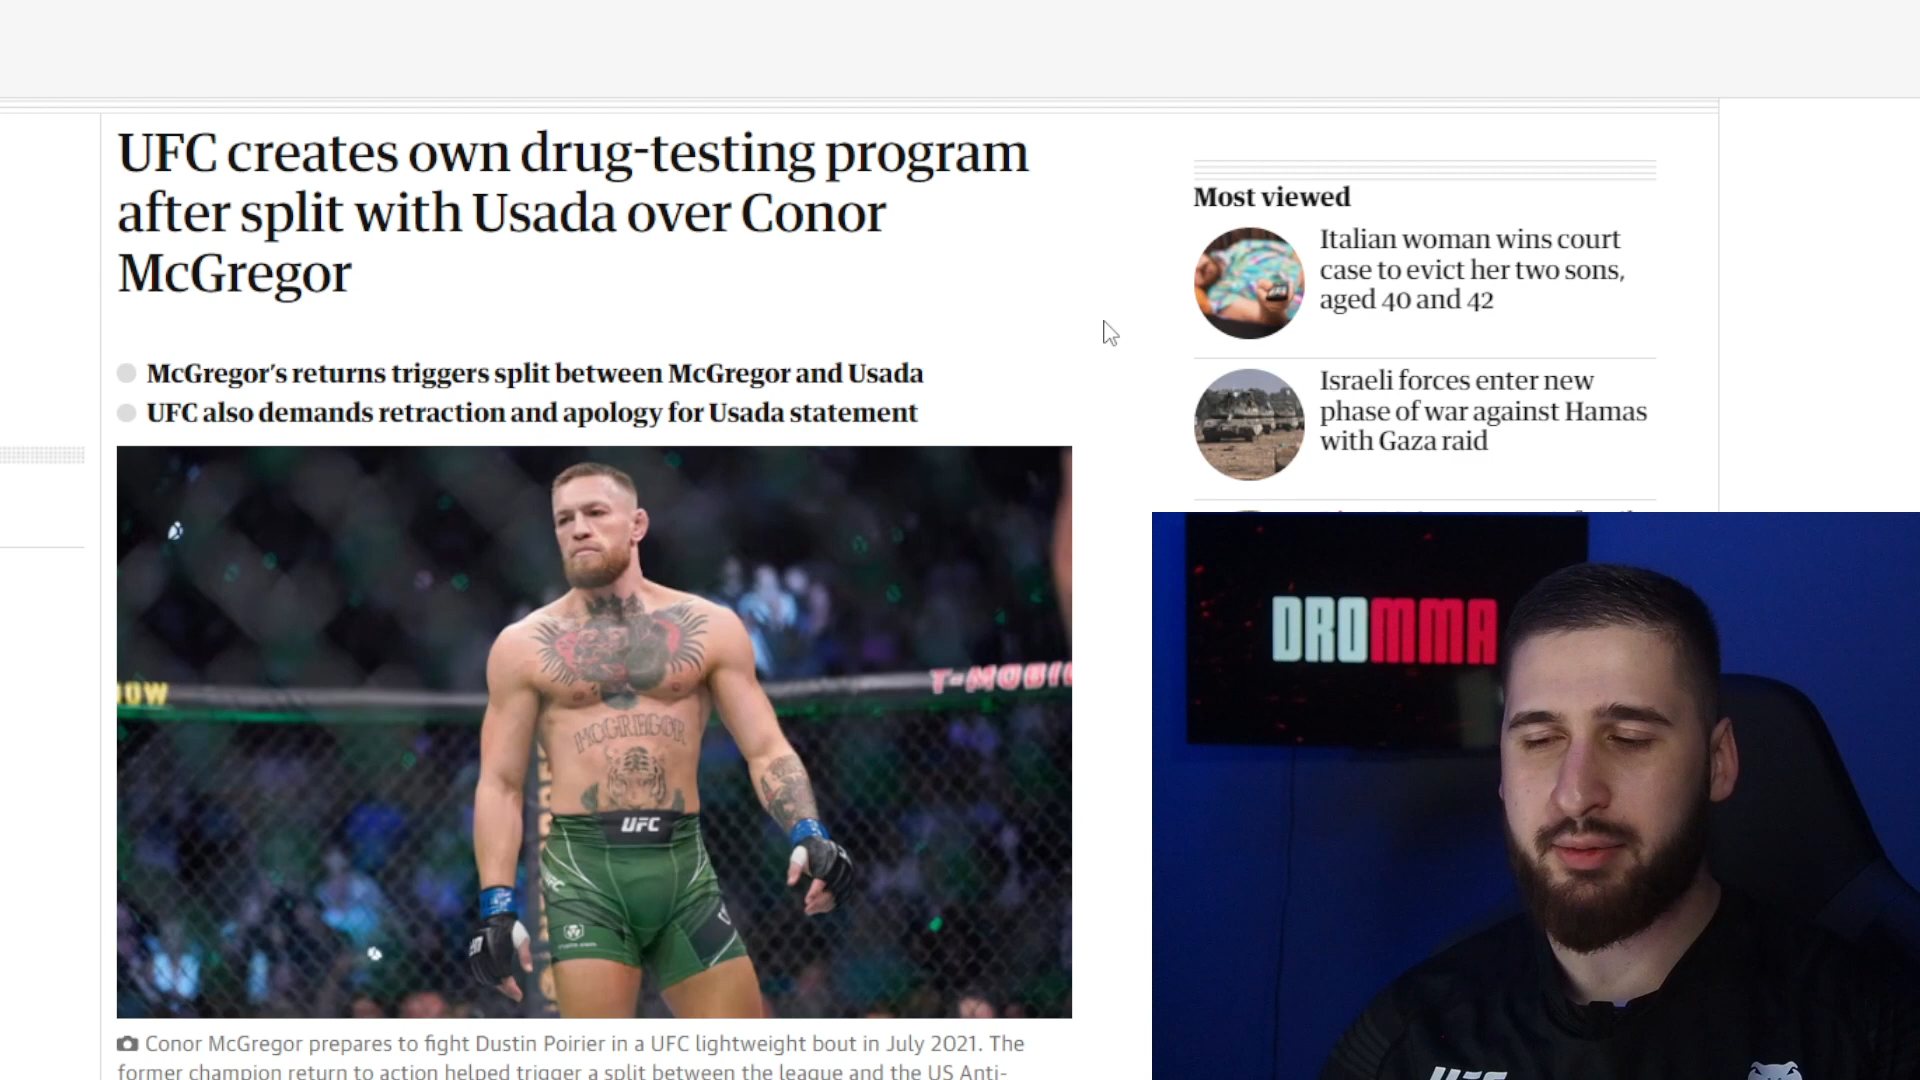 UFC creates own drug-testing program
after split with Usada over Conor
McGregor
McGregor’s returns triggers split between McGregor and Usada
UFC also demands retraction and apology for Usada statement
T-MOBIL
MCGREGOR
UFC
Conor McGregor prepares to fight Dustin Poirier in a UFC lightweight bout in July 2021. The
former champion return to action helped trigger a split between the league and the US Anti-
Most viewed
Italian woman wins court
case to evict her two sons,
aged 40 and 42
Israeli forces enter new
phase of war against Hamas
with Gaza raid
DROMMA
UFC